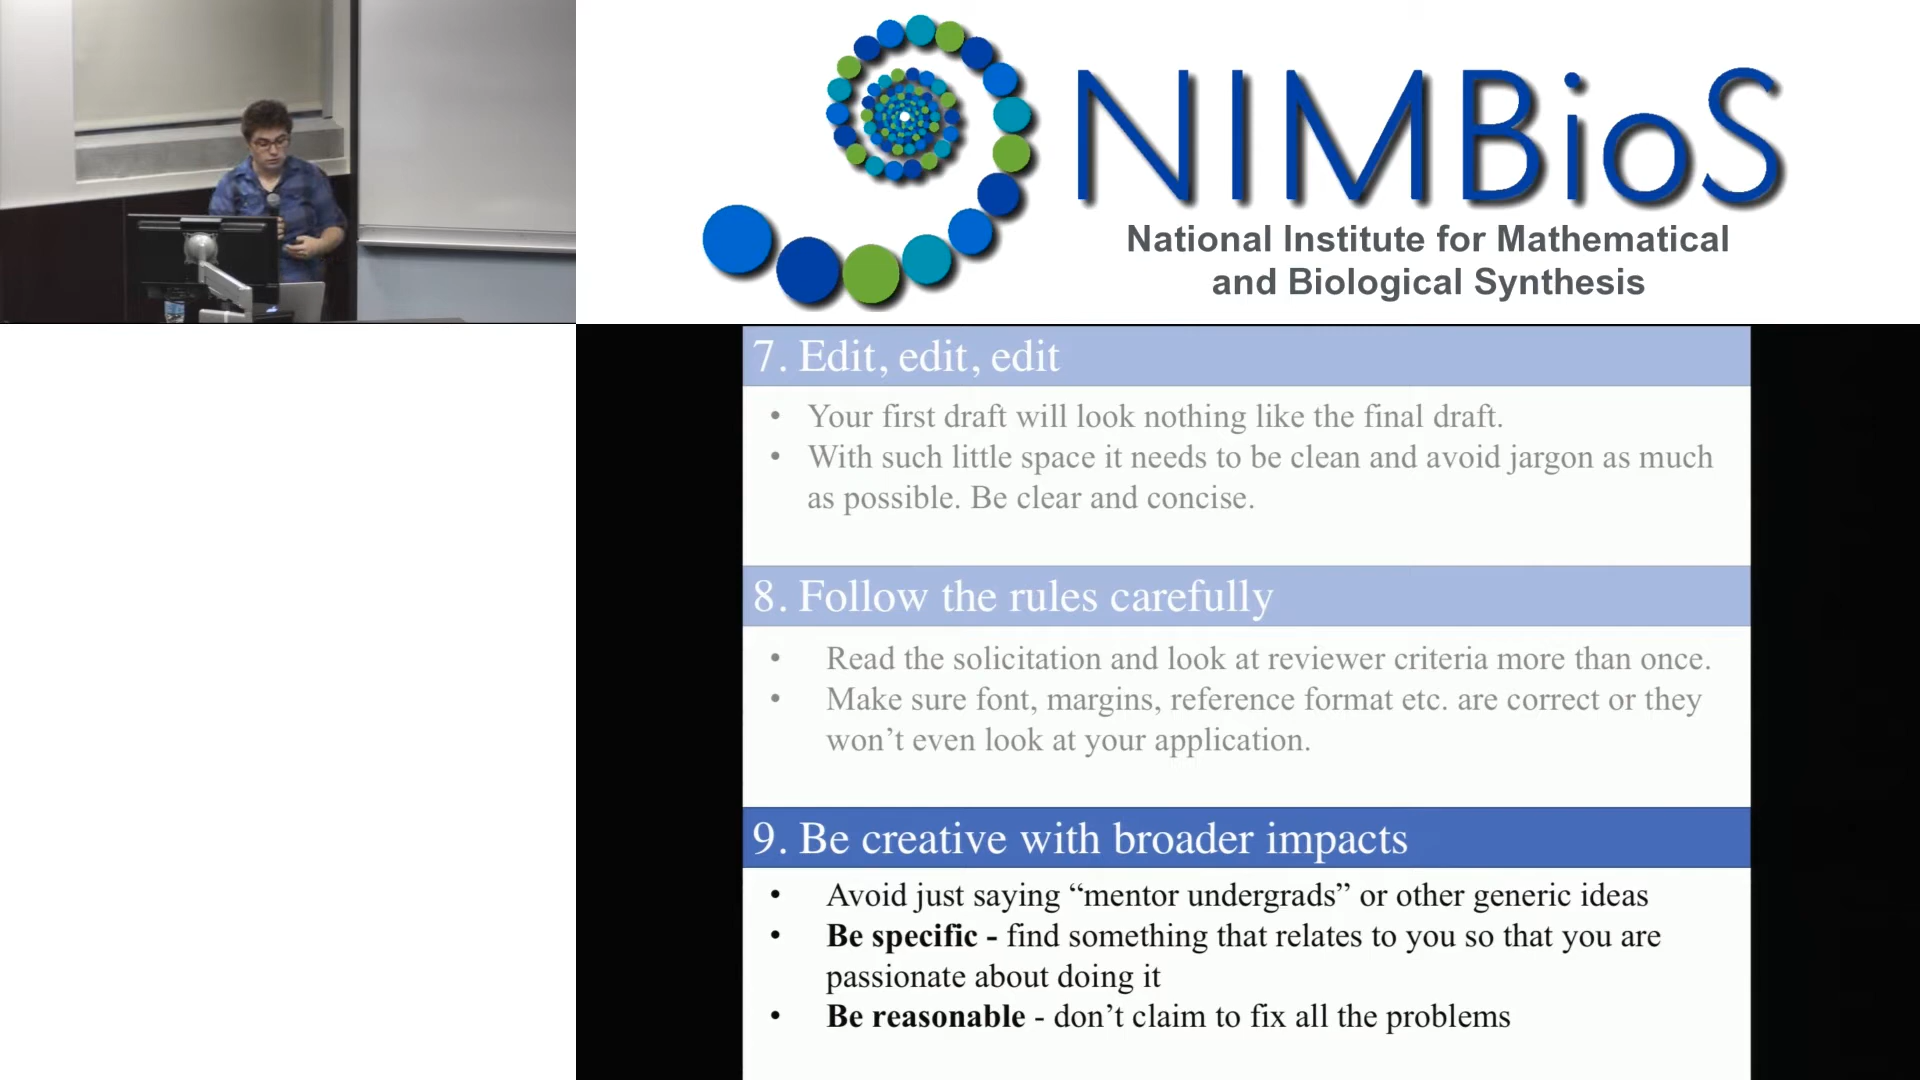 NIMBioS
National Institute for Mathematical
and Biological Synthesis
7. Edit, edit, edit
• Your first draft will look nothing like the final draft.
• With such little space it needs to be clean and avoid jargon as much
as possible. Be clear and concise.
8. Follow the rules carefully
• Read the solicitation and look at reviewer criteria more than once.
• Make sure font, margins, reference format etc. are correct or they
won’t even look at your application.
9. Be creative with broader impacts
• Avoid just saying “mentor undergrads” or other generic ideas
• Be specific - find something that relates to you so that you are
passionate about doing it
• Be reasonable - don’t claim to fix all the problems